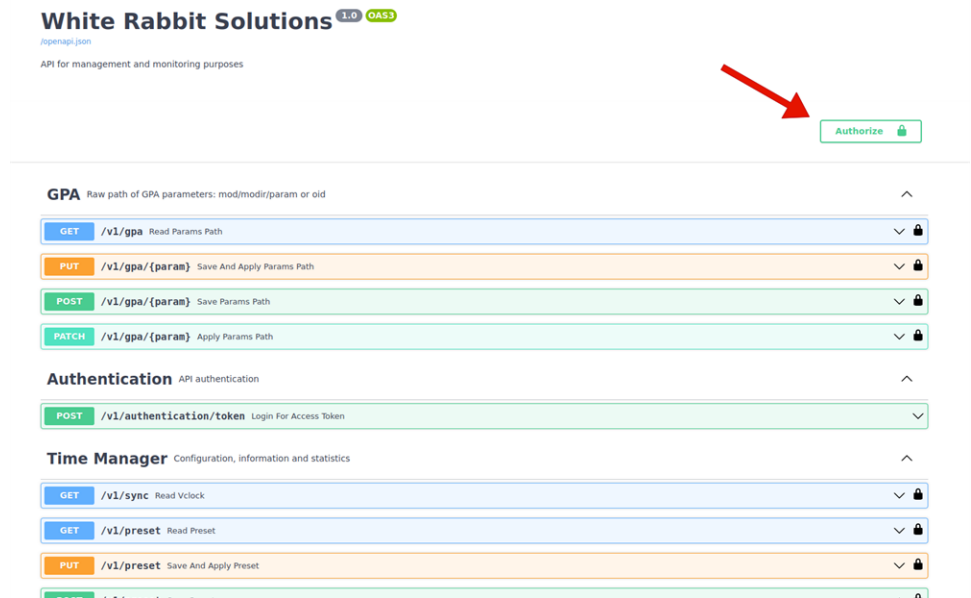 White Rabbit Solutions 1.0 OAS3
/openapi.json
API for management and monitoring purposes
Authorize
GPA Raw path of GPA parameters: mod/modir/param or oid
GET /v1/gpa Read Params Path
PUT /v1/gpa/{param} Save And Apply Params Path
POST /v1/gpa/{param} Save Params Path
PATCH /v1/gpa/{param} Apply Params Path
Authentication API authentication
POST /v1/authentication/token Login For Access Token
Time Manager Configuration, information and statistics
GET /v1/sync Read Vclock
GET /v1/preset Read Preset
PUT /v1/preset Save And Apply Preset